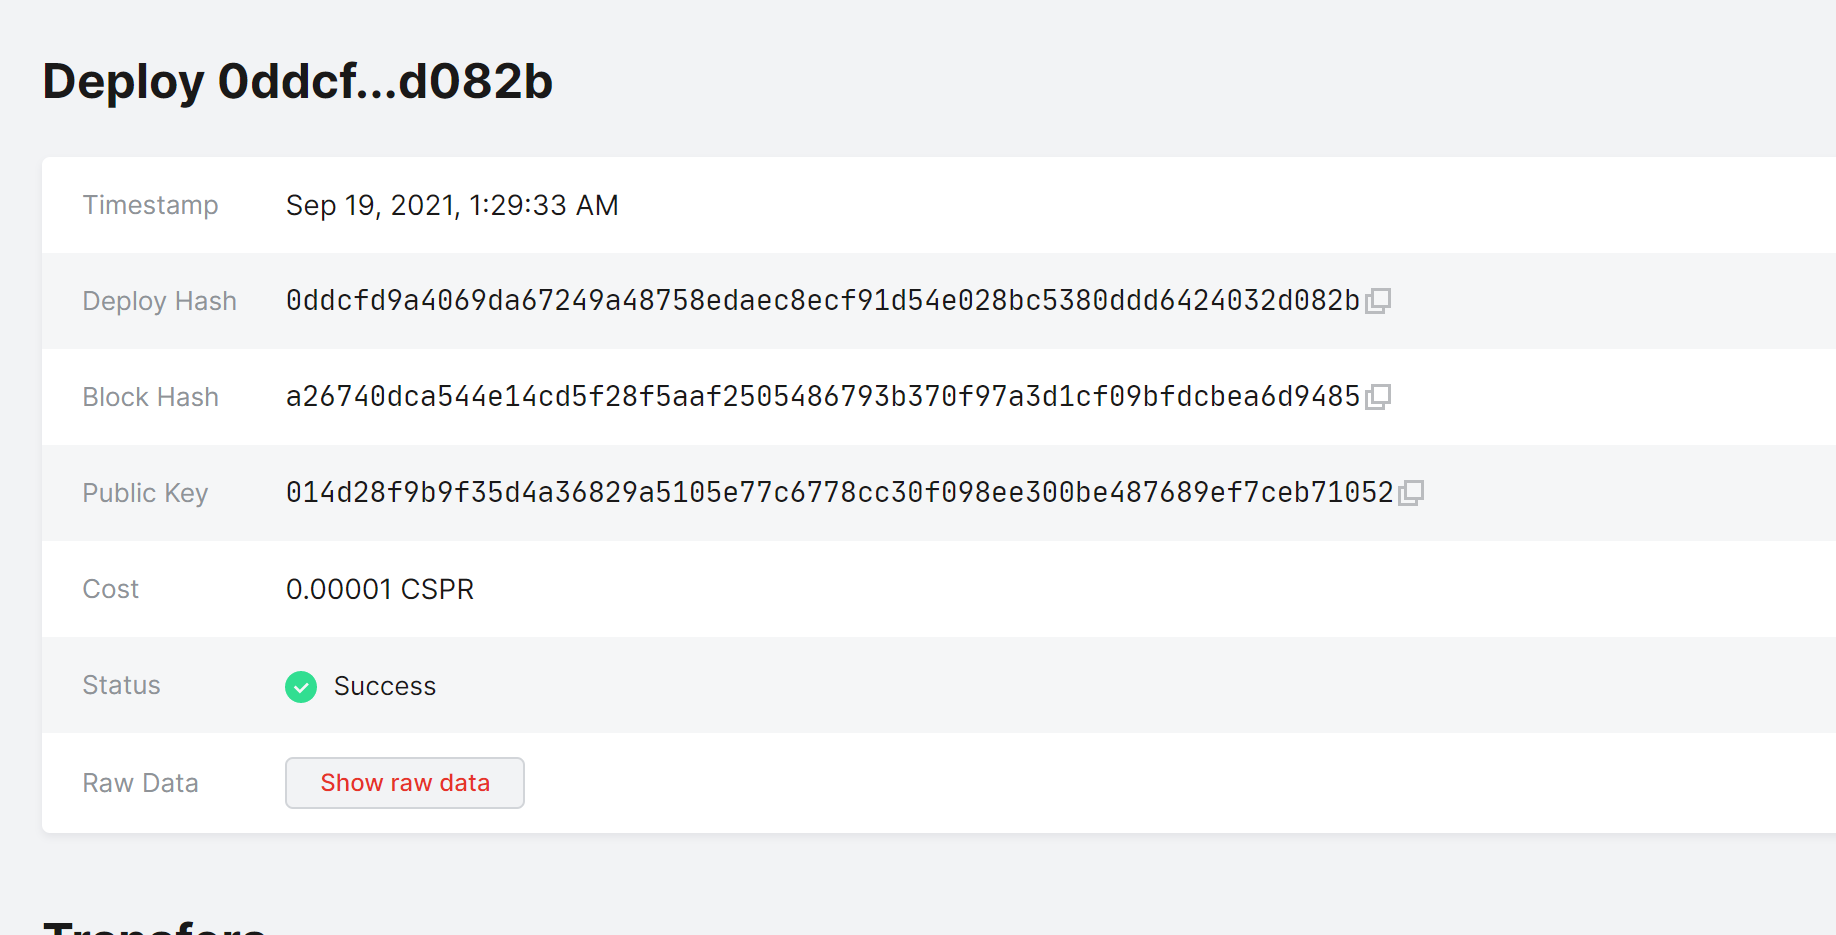 Deploy 0ddcf...d082b
Timestamp Sep 19, 2021, 1:29:33 AM
Deploy Hash 0ddcfd9a4069da67249a48758edaec8ecf91d54e028bc5380ddd6424032d082b
Block Hash a26740dca544e14cd5f28f5aaf2505486793b370f97a3d1cf09bfdcbea6d9485
Public Key 014d28f9b9f35d4a36829a5105e77c6778cc30f098ee300be487689ef7ceb71052
Cost 0.00001 CSPR
Status Success
Raw Data Show raw data
Transfers